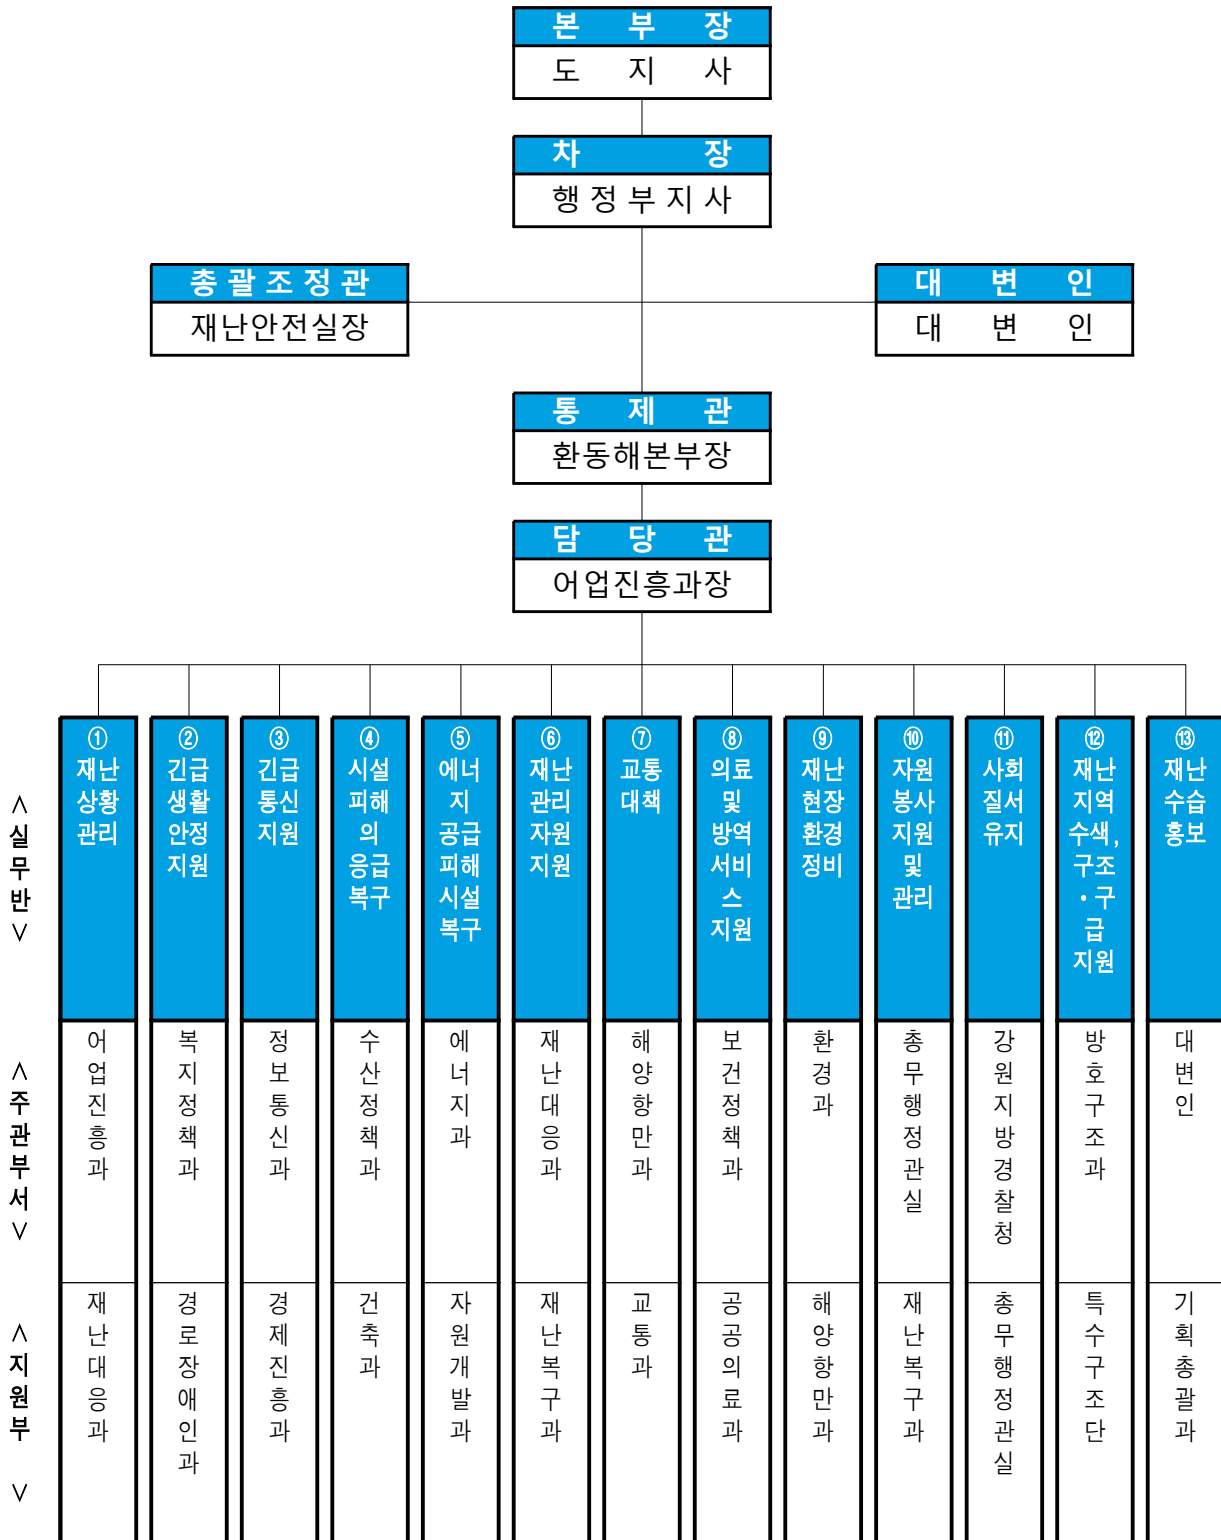 본 부 장
도 지 사
차 장
행정부지사
총괄조정관
재난안전실장
대 변 인
대 변 인
통 제 관
환동해본부장
담 당 관
어업진흥과장
<실무반>
①
재난
상황
관리
②
긴급
생활
안정
지원
③
긴급
통신
지원
④
시설
피해
의
응급
복구
⑤
에너
지
공급
피해
시설
복구
⑥
재난
관리
자원
지원
⑦
교통
대책
⑧
의료
및
방역
서비
스
지원
⑨
재난
현장
환경
정비
⑩
자원
봉사
지원
및
관리
⑪
사회
질서
유지
⑫
재난
지역
수색,
구조
·구
급
지원
⑬
재난
수습
홍보
<주관부서>
어업진흥과
복지정책과
정보통신과
수산정책과
에너지과
재난대응과
해양항만과
보건정책과
환경과
총무행정관실
강원지방경찰청
방호구조과
대변인
<지원부 >
재난대응과
경로장애인과
경제진흥과
건축과
자원개발과
재난복구과
교통과
공공의료과
해양항만과
재난복구과
총무행정관실
특수구조단
기획총괄과